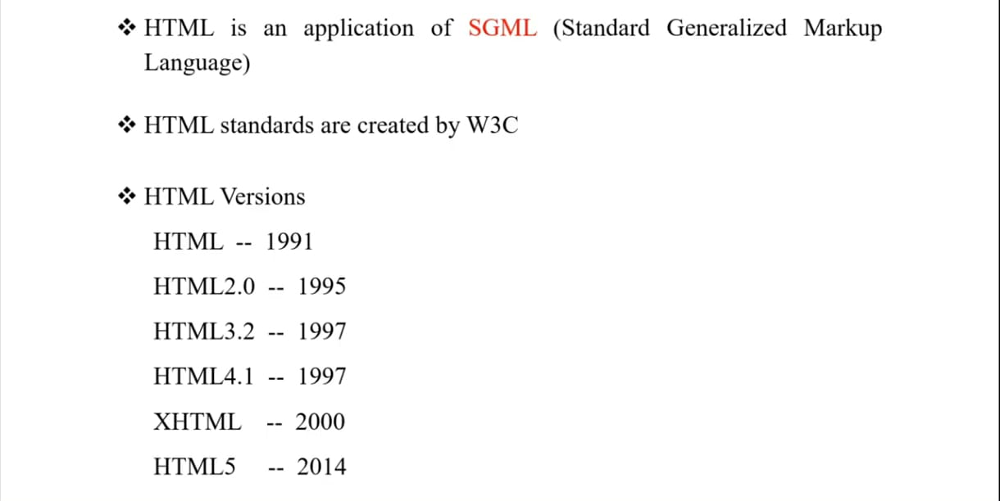 ❖ HTML is an application of SGML (Standard Generalized Markup
Language)
❖ HTML standards are created by W3C
❖ HTML Versions
HTML -- 1991
HTML2.0 -- 1995
HTML3.2 -- 1997
HTML4.1 -- 1997
XHTML -- 2000
HTML5 -- 2014